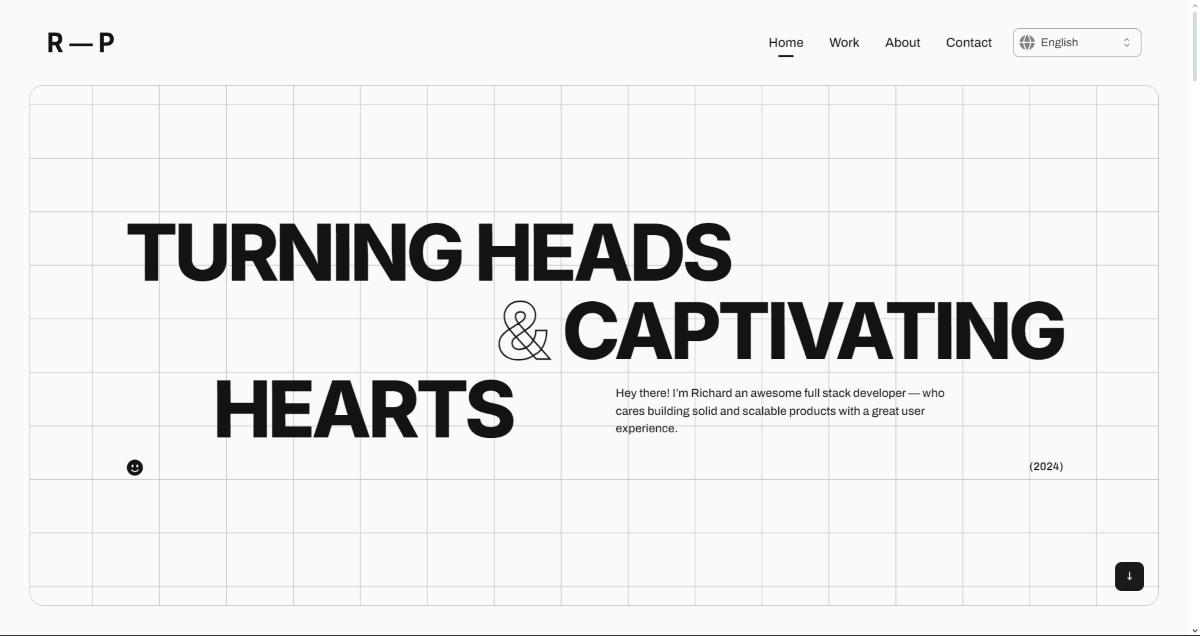 R — P
Home Work About Contact English
TURNING HEADS
& CAPTIVATING
HEARTS
Hey there! I'm Richard an awesome full stack developer — who
cares building solid and scalable products with a great user
experience.
(2024)